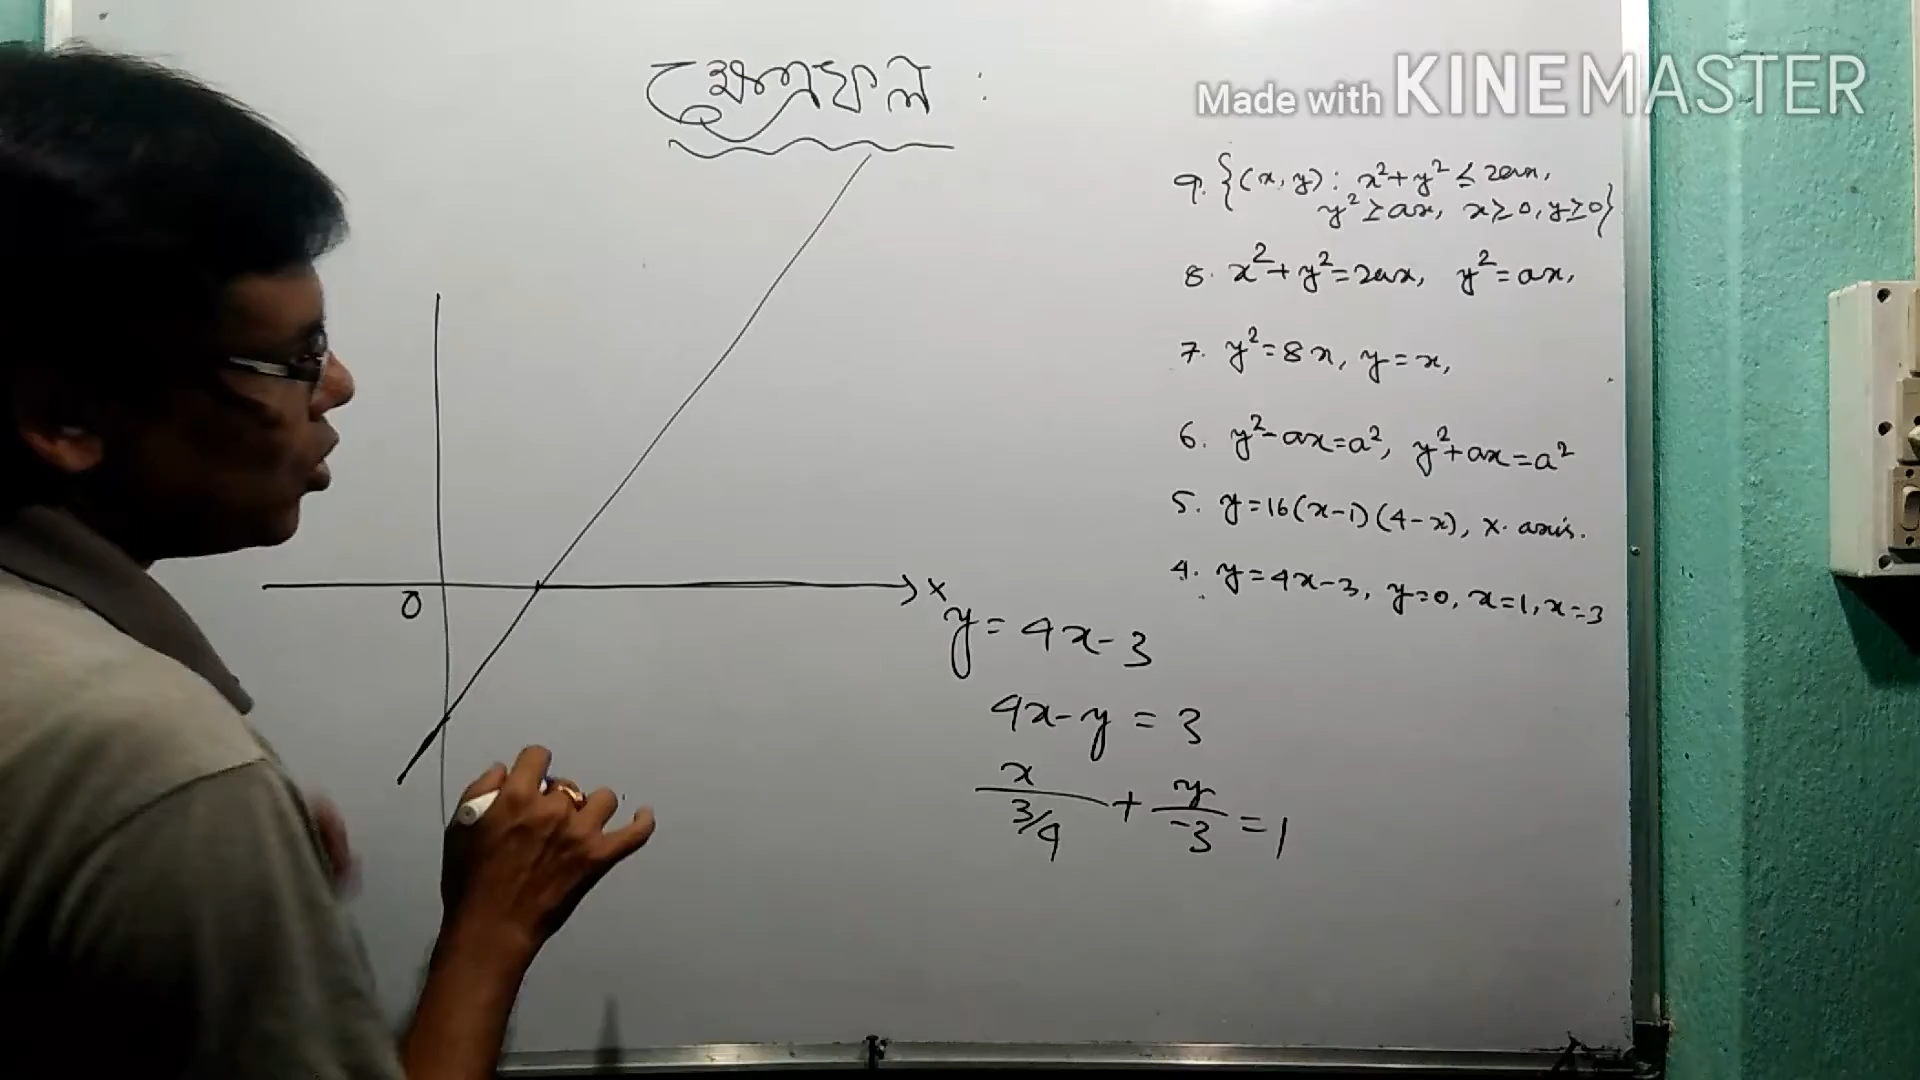 ক্ষেত্রফল :
Made with KINEMASTER
9. {(x, y) : x² + y² ≤ 2ax,
y² ≥ ax, x ≥ 0, y ≥ 0}
8. x² + y² = 2ax, y² = ax,
7. y² = 8x, y = x,
6. y² - ax = a², y² + ax = a²
5. y = 16(x-1)(4-x), x-axis.
4. y = 4x-3, y=0, x=1, x=3
0
x
y = 4x - 3
4x - y = 3
x/(3/4) + y/-3 = 1